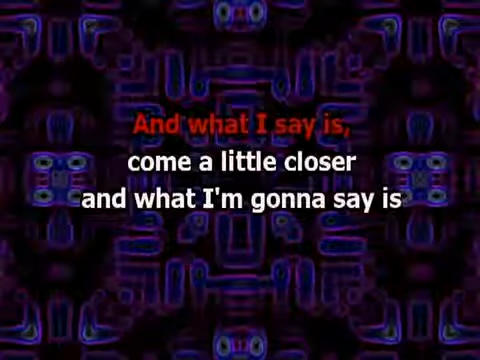 And what I say is,
come a little closer
and what I'm gonna say is